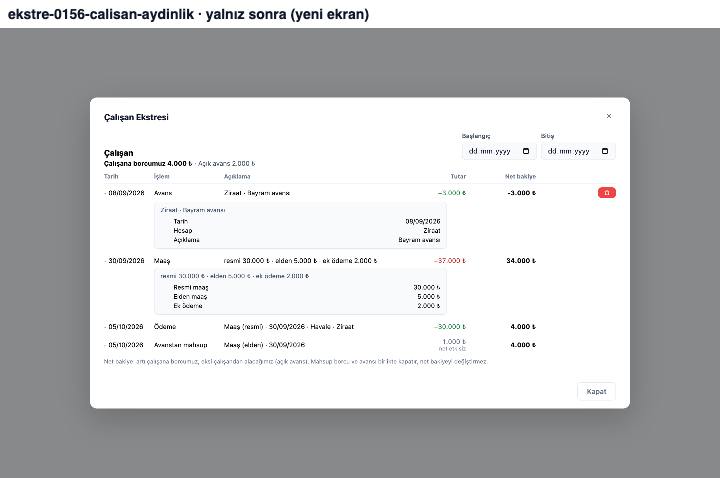 ekstre-0156-calisan-aydinlik · yalnız sonra (yeni ekran)
Çalışan Ekstresi
×
Başlangıç Bitiş
dd mm yyyy dd mm yyyy
Çalışan
Çalışana borcumuz 4.000 ₺ · Açık avans 2.000 ₺
Tarih İşlem Açıklama Tutar Net bakiye
08/09/2026 Avans Ziraat · Bayram avansı −3.000 ₺ -3.000 ₺
Ziraat · Bayram avansı
Tarih 08/09/2026
Hesap Ziraat
Açıklama Bayram avansı
30/09/2026 Maaş resmi 30.000 ₺ · elden 5.000 ₺ · ek ödeme 2.000 ₺ +37.000 ₺ 34.000 ₺
resmi 30.000 ₺ · elden 5.000 ₺ · ek ödeme 2.000 ₺
Resmi maaş 30.000 ₺
Elden maaş 5.000 ₺
Ek ödeme 2.000 ₺
05/10/2026 Ödeme Maaş (resmi) · 30/09/2026 · Havale · Ziraat −30.000 ₺ 4.000 ₺
05/10/2026 Avanstan mahsup Maaş (elden) · 30/09/2026 1.000 ₺ 4.000 ₺
net etkisiz
Net bakiye: artı çalışana borcumuz, eksi çalışandan alacağımız (açık avans). Mahsup borcu ve avansı birlikte kapatır, net bakiyeyi değiştirmez.
Kapat